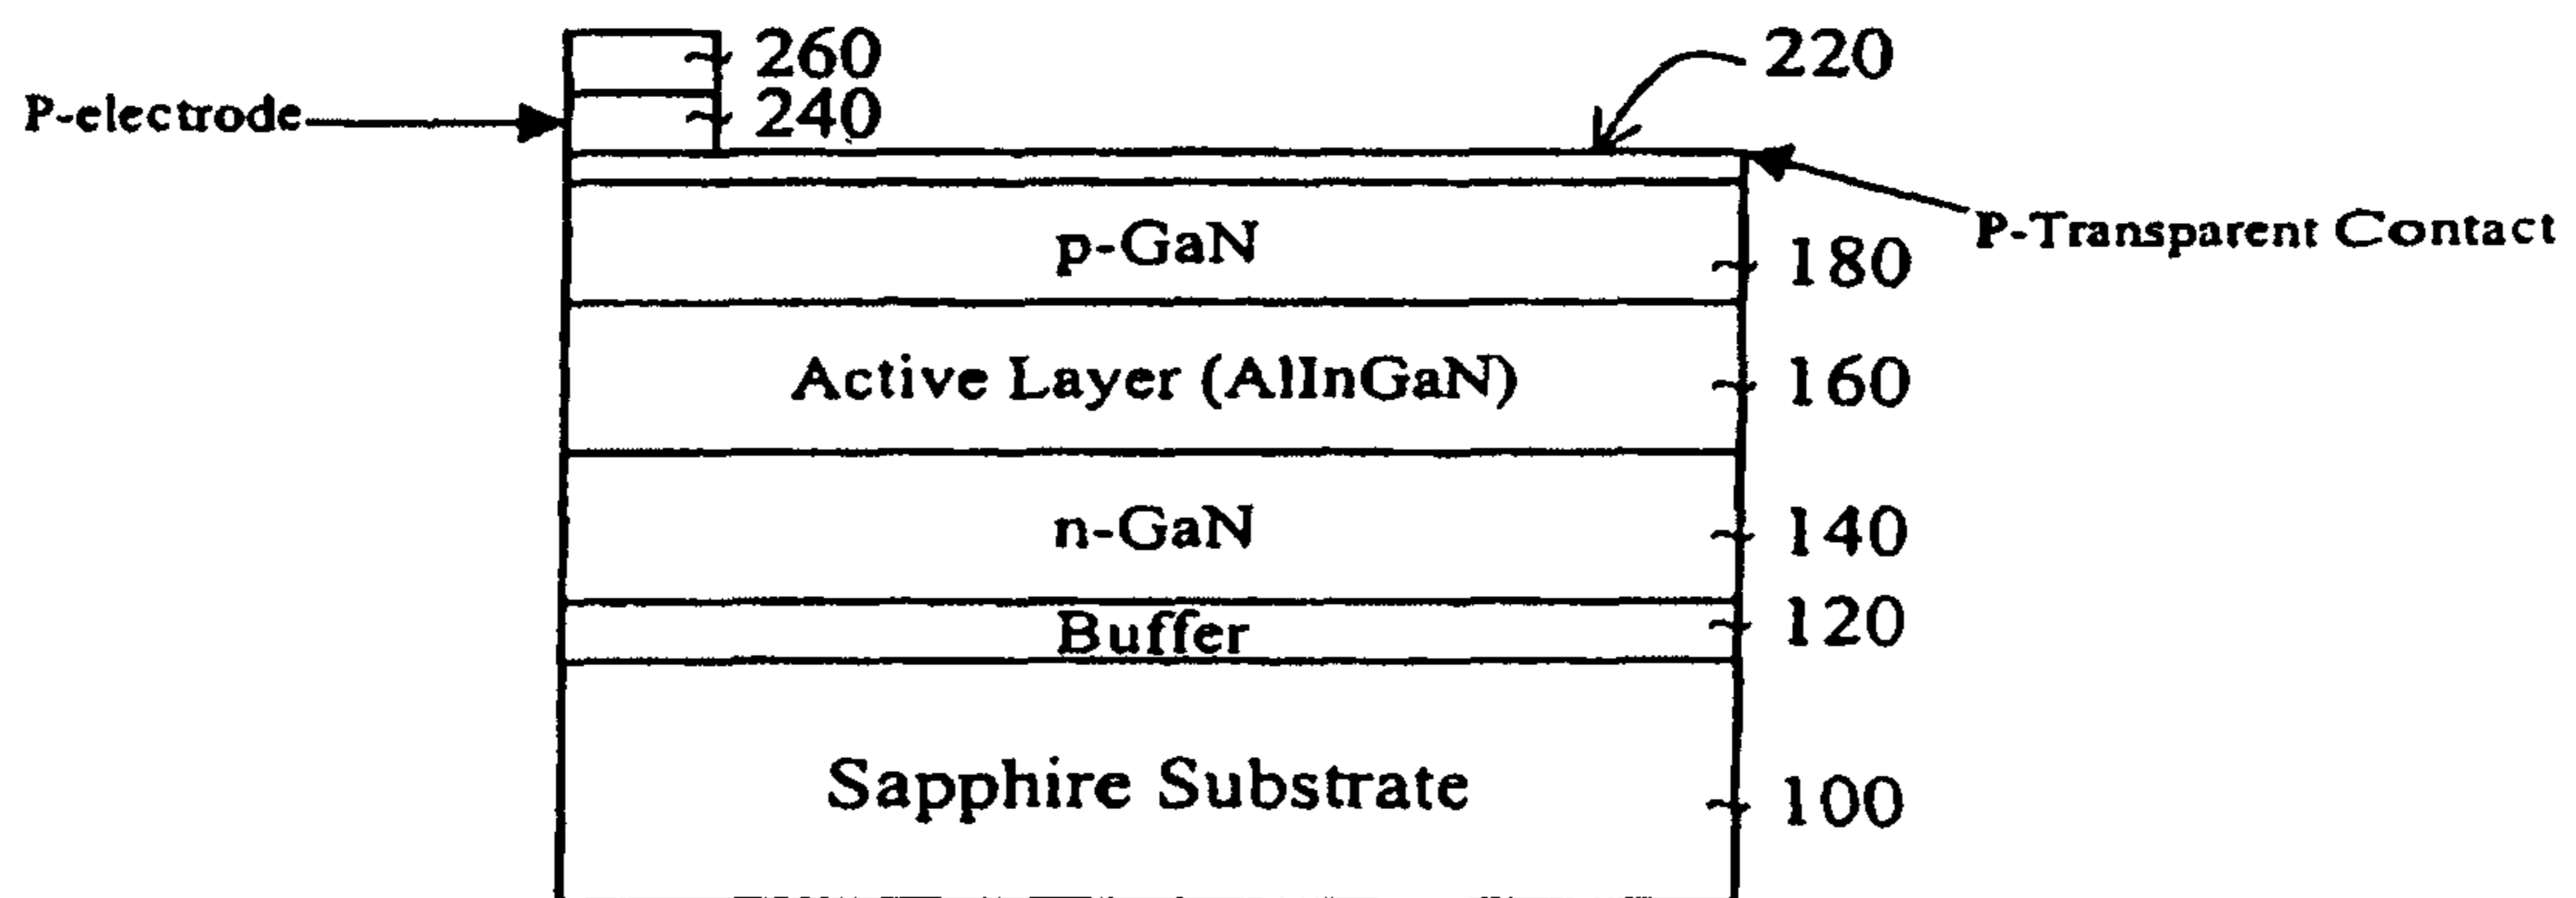 260
220
P-electrode
240
p-GaN
P-Transparent Contact
180
Active Layer (AlInGaN)
160
n-GaN
140
Buffer
120
Sapphire Substrate
100